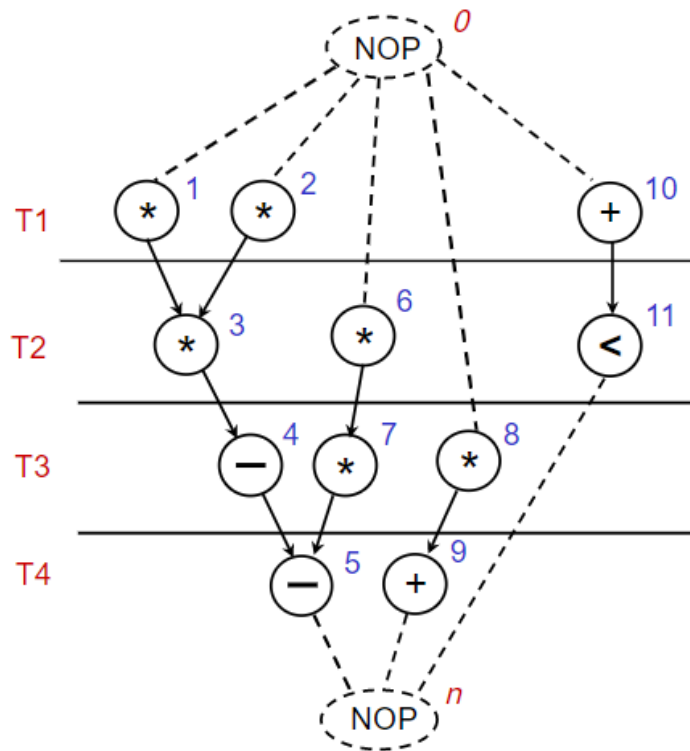 NOP 0
* 1 * 2 + 10
T1
* 3 * 6 < 11
T2
− 4 * 7 * 8
T3
− 5 + 9
T4
NOP n